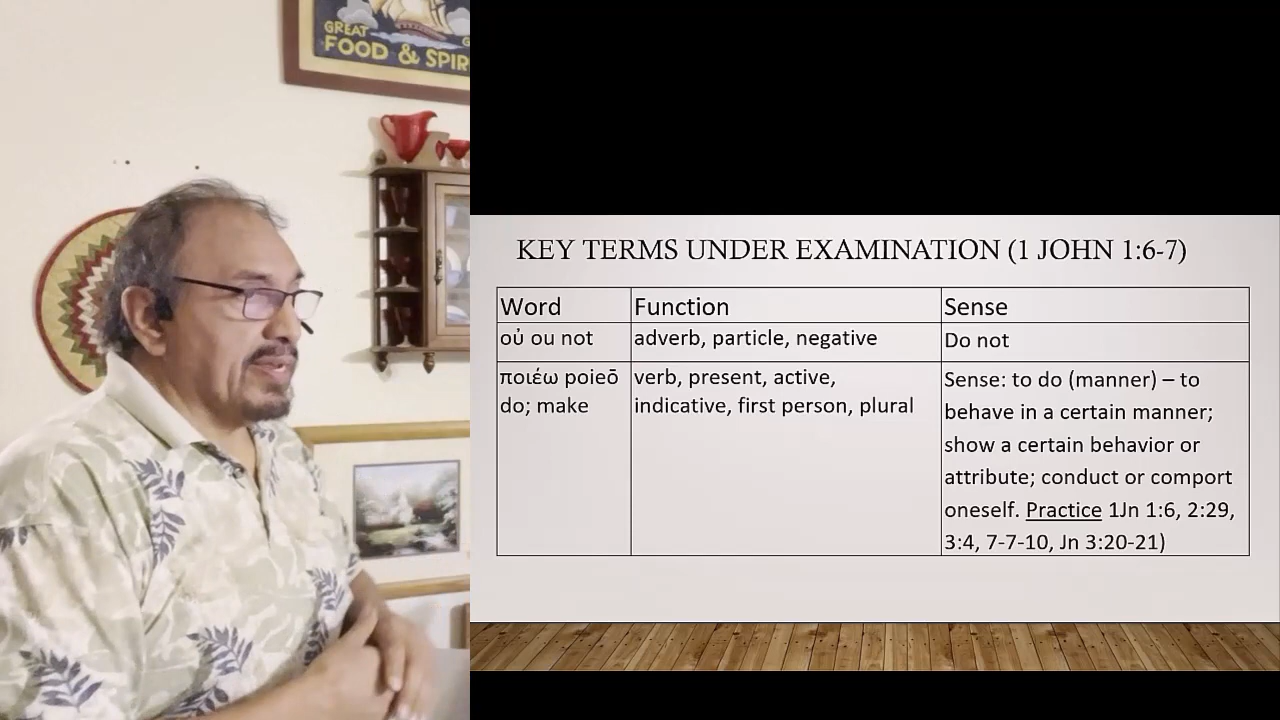 GREAT
FOOD & SPIR
KEY TERMS UNDER EXAMINATION (1 JOHN 1:6-7)
Word Function Sense
οὐ ou not adverb, particle, negative Do not
ποιέω poieō verb, present, active, Sense: to do (manner) – to
do; make indicative, first person, plural behave in a certain manner;
show a certain behavior or
attribute; conduct or comport
oneself. Practice 1Jn 1:6, 2:29,
3:4, 7-7-10, Jn 3:20-21)